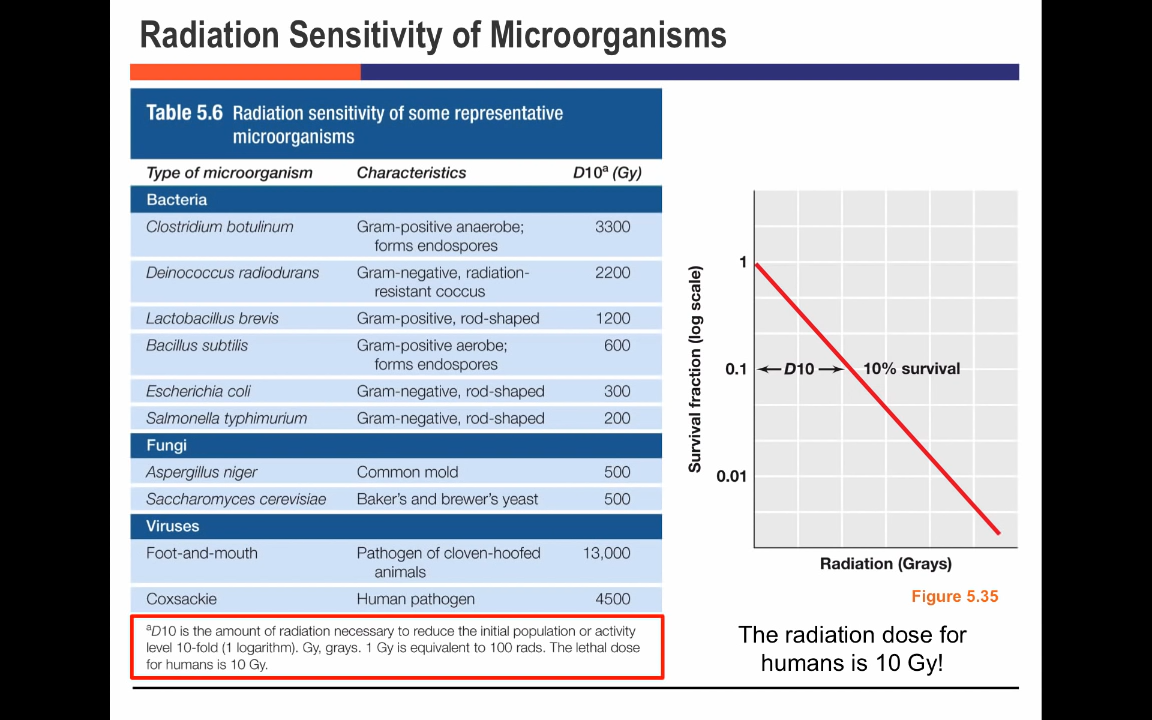 Radiation Sensitivity of Microorganisms
Table 5.6 Radiation sensitivity of some representative
microorganisms
Type of microorganism Characteristics D10ᵃ (Gy)
Bacteria
Clostridium botulinum Gram-positive anaerobe; 3300
forms endospores
Deinococcus radiodurans Gram-negative, radiation- 2200
resistant coccus
Lactobacillus brevis Gram-positive, rod-shaped 1200
Bacillus subtilis Gram-positive aerobe; 600
forms endospores
Escherichia coli Gram-negative, rod-shaped 300
Salmonella typhimurium Gram-negative, rod-shaped 200
Fungi
Aspergillus niger Common mold 500
Saccharomyces cerevisiae Baker's and brewer's yeast 500
Viruses
Foot-and-mouth Pathogen of cloven-hoofed 13,000
animals
Coxsackie Human pathogen 4500
ᵃD10 is the amount of radiation necessary to reduce the initial population or activity
level 10-fold (1 logarithm). Gy, grays. 1 Gy is equivalent to 100 rads. The lethal dose
for humans is 10 Gy.
Survival fraction (log scale)
1
0.1 ←D10→ 10% survival
0.01
Radiation (Grays)
Figure 5.35
The radiation dose for
humans is 10 Gy!